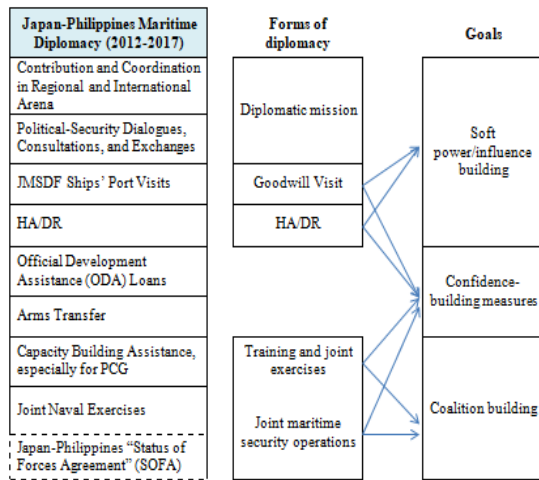 Japan-Philippines Maritime
Diplomacy (2012-2017)
Forms of
diplomacy
Goals
Contribution and Coordination
in Regional and International
Arena
Political-Security Dialogues,
Consultations, and Exchanges
JMSDF Ships' Port Visits
HA/DR
Official Development
Assistance (ODA) Loans
Arms Transfer
Capacity Building Assistance,
especially for PCG
Joint Naval Exercises
Japan-Philippines "Status of
Forces Agreement" (SOFA)
Diplomatic mission
Goodwill Visit
HA/DR
Training and joint
exercises
Joint maritime
security operations
Soft
power/influence
building
Confidence-
building measures
Coalition building